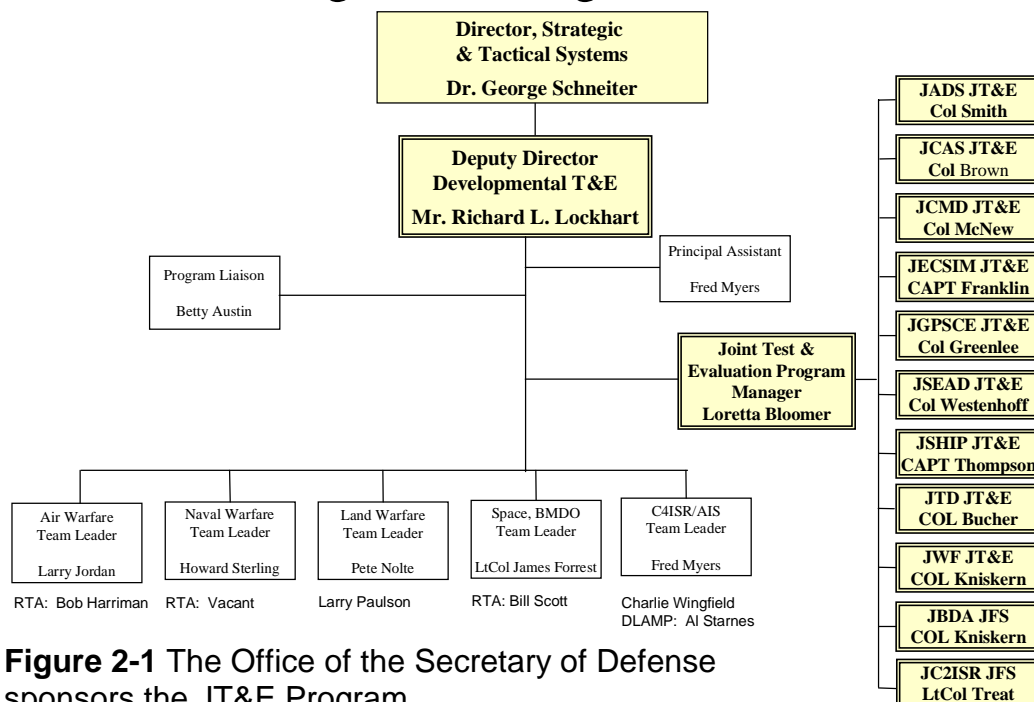 Director, Strategic
& Tactical Systems
Dr. George Schneiter
Deputy Director
Developmental T&E
Mr. Richard L. Lockhart
Program Liaison
Betty Austin
Principal Assistant
Fred Myers
Joint Test &
Evaluation Program
Manager
Loretta Bloomer
JADS JT&E
Col Smith
JCAS JT&E
Col Brown
JCMD JT&E
Col McNew
JECSIM JT&E
CAPT Franklin
JGPSCE JT&E
Col Greenlee
JSEAD JT&E
Col Westenhoff
JSHIP JT&E
CAPT Thompson
JTD JT&E
COL Bucher
JWF JT&E
COL Kniskern
JBDA JFS
COL Kniskern
JC2ISR JFS
LtCol Treat
Air Warfare
Team Leader
Larry Jordan
RTA: Bob Harriman
Naval Warfare
Team Leader
Howard Sterling
RTA: Vacant
Land Warfare
Team Leader
Pete Nolte
Larry Paulson
Space, BMDO
Team Leader
LtCol James Forrest
RTA: Bill Scott
C4ISR/AIS
Team Leader
Fred Myers
Charlie Wingfield
DLAMP: Al Starnes
Figure 2-1 The Office of the Secretary of Defense
sponsors the JT&E Program